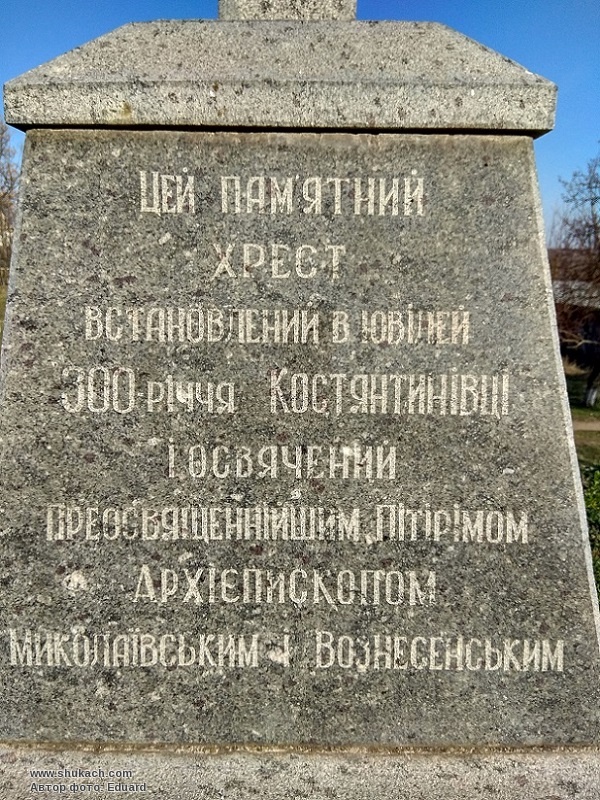 Цей пам'ятний
хрест
встановлений в ювілей
300-річчя Костянтинівці
і освячений
преосвященнійшим Пітірімом
Архієпископом
Миколаївським і Вознесенським
www.shukach.com
Автор фото: Eduard